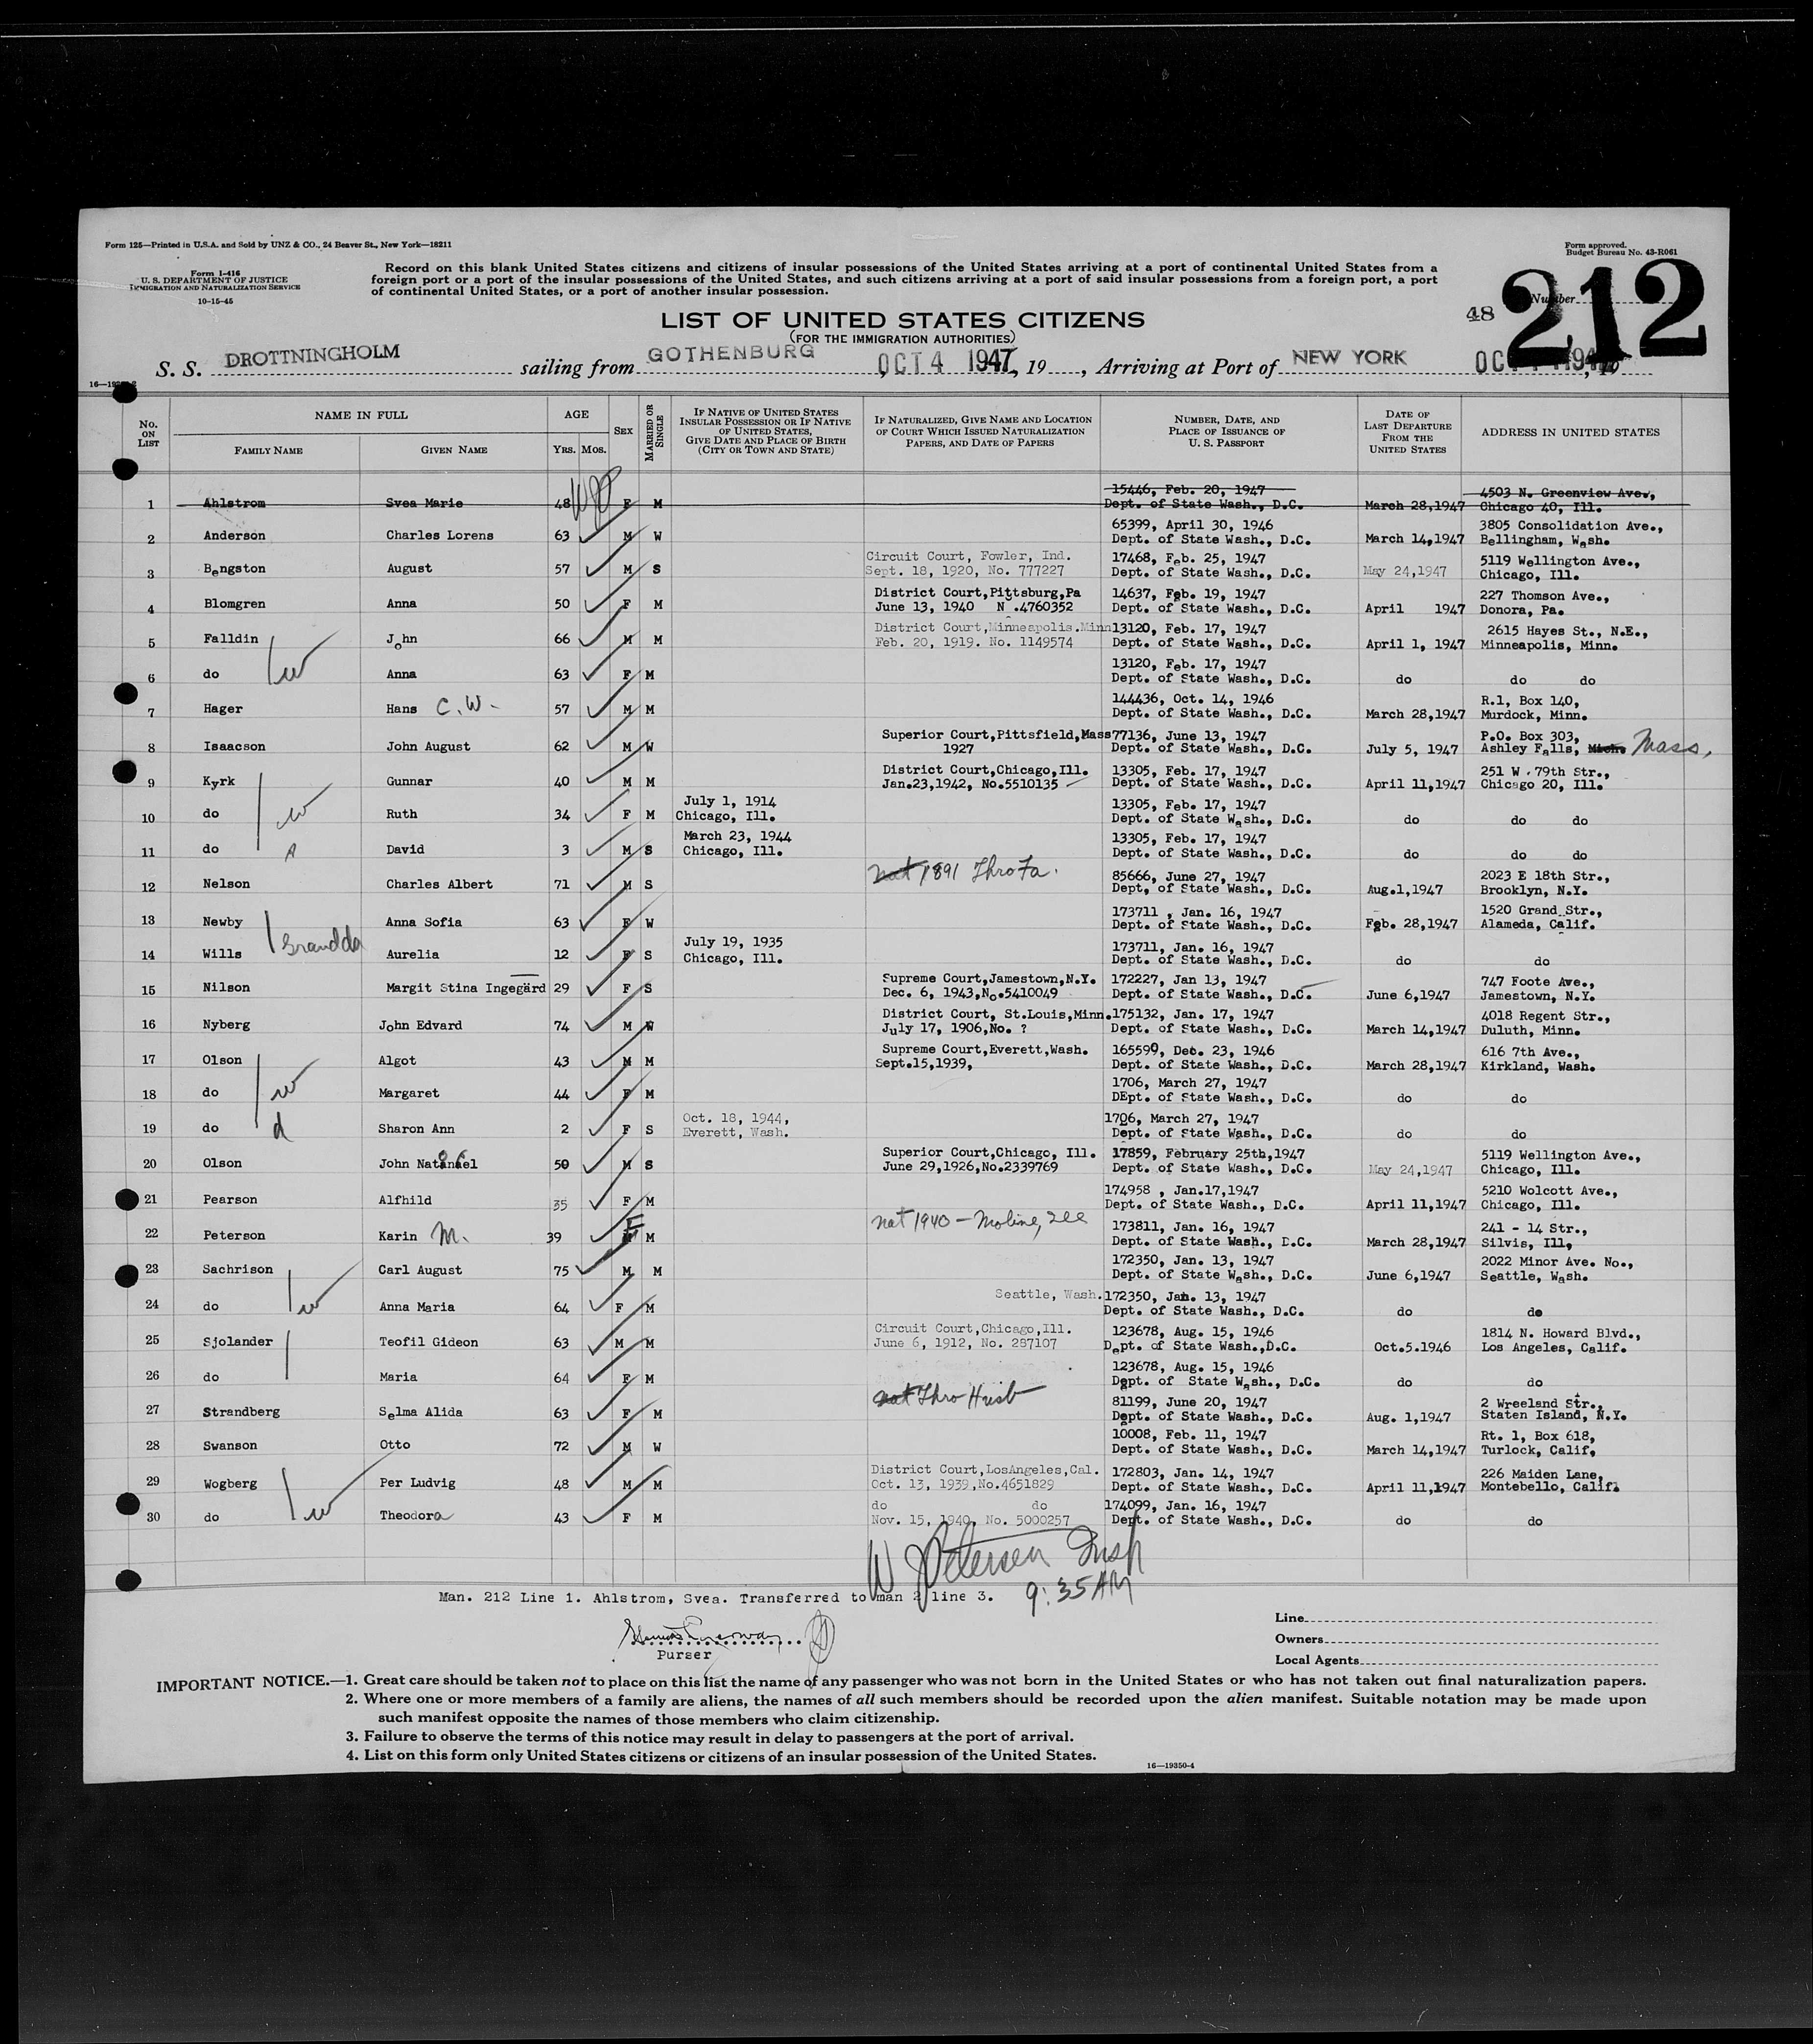 Form 125—Printed in U.S.A. and Sold by UNZ & CO., 24 Beaver St., New York—18211
Form approved.
Budget Bureau No. 43-R061
Form I-416
U. S. DEPARTMENT OF JUSTICE
IMMIGRATION AND NATURALIZATION SERVICE
10-15-45
Record on this blank United States citizens and citizens of insular possessions of the United States arriving at a port of continental United States from a
foreign port or a port of the insular possessions of the United States, and such citizens arriving at a port of said insular possessions from a foreign port, a port
of continental United States, or a port of another insular possession.
48 Number 212
LIST OF UNITED STATES CITIZENS
(FOR THE IMMIGRATION AUTHORITIES)
S. S. DROTTNINGHOLM sailing from GOTHENBURG, OCT 4 1947, 19, Arriving at Port of NEW YORK
No. ON LIST NAME IN FULL FAMILY NAME GIVEN NAME AGE Yrs. Mos. SEX MARRIED OR SINGLE IF NATIVE OF UNITED STATES INSULAR POSSESSION OR IF NATIVE OF UNITED STATES, GIVE DATE AND PLACE OF BIRTH (CITY OR TOWN AND STATE) IF NATURALIZED, GIVE NAME AND LOCATION OF COURT WHICH ISSUED NATURALIZATION PAPERS, AND DATE OF PAPERS NUMBER, DATE, AND PLACE OF ISSUANCE OF U. S. PASSPORT DATE OF LAST DEPARTURE FROM THE UNITED STATES ADDRESS IN UNITED STATES
1 Ahlstrom Svea Marie 48 F M 15446, Feb. 20, 1947 Dept. of State Wash., D.C. March 28,1947 4503 N. Greenview Ave., Chicago 40, Ill.
2 Anderson Charles Lorens 63 M W 65399, April 30, 1946 Dept. of State Wash., D.C. March 14,1947 3805 Consolidation Ave., Bellingham, Wash.
3 Bengston August 57 M S Circuit Court, Fowler, Ind. Sept. 18, 1920, No. 777227 17468, Feb. 25, 1947 Dept. of State Wash., D.C. May 24,1947 5119 Wellington Ave., Chicago, Ill.
4 Blomgren Anna 50 F M District Court,Pittsburg,Pa June 13, 1940 N .4760352 14637, Feb. 19, 1947 Dept. of State Wash., D.C. April 1947 227 Thomson Ave., Donora, Pa.
5 Falldin John 66 M M District Court,Minneapolis.Minn Feb. 20, 1919. No. 1149574 13120, Feb. 17, 1947 Dept. of State Wash., D.C. April 1, 1947 2615 Hayes St., N.E., Minneapolis, Minn.
6 do w Anna 63 F M 13120, Feb. 17, 1947 Dept. of State Wash., D.C. do do do
7 Hager Hans C. W. 57 M M 144436, Oct. 14, 1946 Dept. of State Wash., D.C. March 28,1947 R.1, Box 140, Murdock, Minn.
8 Isaacson John August 62 M W Superior Court,Pittsfield,Mass 1927 77136, June 13, 1947 Dept. of State Wash., D.C. July 5, 1947 P.O. Box 303, Ashley Falls, Mich. Mass.
9 Kyrk Gunnar 40 M M District Court,Chicago,Ill. Jan.23,1942, No.5510135 13305, Feb. 17, 1947 Dept. of State Wash., D.C. April 11,1947 251 W.79th Str., Chicago 20, Ill.
10 do w Ruth 34 F M July 1, 1914 Chicago, Ill. 13305, Feb. 17, 1947 Dept. of State Wash., D.C. do do do
11 do David 3 M S March 23, 1944 Chicago, Ill. 13305, Feb. 17, 1947 Dept. of State Wash., D.C. do do do
12 Nelson Charles Albert 71 M S nat 1891 Thro Fa. 85666, June 27, 1947 Dept, of State Wash., D.C. Aug.1,1947 2023 E 18th Str., Brooklyn, N.Y.
13 Newby Anna Sofia 63 F W 173711 , Jan. 16, 1947 Dept. of State Wash., D.C. Feb. 28,1947 1520 Grand Str., Alameda, Calif.
14 Wills Grandda Aurelia 12 F S July 19, 1935 Chicago, Ill. 173711, Jan. 16, 1947 Dept. of State Wash., D.C. do do
15 Nilson Margit Stina Ingegärd 29 F S Supreme Court,Jamestown,N.Y. Dec. 6, 1943,No.5410049 172227, Jan 13, 1947 Dept. of State Wash., D.C. June 6,1947 747 Foote Ave., Jamestown, N.Y.
16 Nyberg John Edvard 74 M W District Court, St.Louis,Minn. July 17, 1906,No. ? 175132, Jan. 17, 1947 Dept. of State Wash., D.C. March 14,1947 4018 Regent Str., Duluth, Minn.
17 Olson Algot 43 M M Supreme Court,Everett,Wash. Sept.15,1939, 165590, Dec. 23, 1946 Dept. of State Wash., D.C. March 28,1947 616 7th Ave., Kirkland, Wash.
18 do w Margaret 44 F M 1706, March 27, 1947 DEpt. of State Wash., D.C. do do
19 do d Sharon Ann 2 F S Oct. 18, 1944, Everett, Wash. 1706, March 27, 1947 Dept. of State Wash., D.C. do do
20 Olson John Natanael 50 M S Superior Court,Chicago, Ill. June 29,1926,No.2339769 17859, February 25th,1947 Dept. of State Wash., D.C. May 24,1947 5119 Wellington Ave., Chicago, Ill.
21 Pearson Alfhild 35 F M 174958 , Jan.17,1947 Dept. of State Wash., D.C. April 11,1947 5210 Wolcott Ave., Chicago, Ill.
22 Peterson Karin M. 39 F M nat 1940 - Moline, Ill 173811, Jan. 16, 1947 Dept. of State Wash., D.C. March 28,1947 241 - 14 Str., Silvis, Ill,
23 Sachrison Carl August 75 M M 172350, Jan. 13, 1947 Dept. of State Wash., D.C. June 6,1947 2022 Minor Ave. No., Seattle, Wash.
24 do w Anna Maria 64 F M Seattle, Wash. 172350, Jan. 13, 1947 Dept. of State Wash., D.C. do do
25 Sjolander Teofil Gideon 63 M M Circuit Court,Chicago,Ill. June 6, 1912, No. 287107 123678, Aug. 15, 1946 Dept. of State Wash.,D.C. Oct.5.1946 1814 N. Howard Blvd., Los Angeles, Calif.
26 do Maria 64 F M 123678, Aug. 15, 1946 Dept. of State Wash., D.C. do do
27 Strandberg Selma Alida 63 F M nat Thro Husb 81199, June 20, 1947 Dept. of State Wash., D.C. Aug. 1,1947 2 Wreeland Str., Staten Island, N.Y.
28 Swanson Otto 72 M W 10008, Feb. 11, 1947 Dept. of State Wash., D.C. March 14,1947 Rt. 1, Box 618, Turlock, Calif,
29 Wogberg Per Ludvig 48 M M District Court,LosAngeles,Cal. Oct. 13, 1939,No.4651829 172803, Jan. 14, 1947 Dept. of State Wash., D.C. April 11,1947 226 Maiden Lane, Montebello, Calif.
30 do w Theodora 43 F M do do Nov. 15, 1940, No. 5000257 174099, Jan. 16, 1947 Dept. of State Wash., D.C. do do
W Petersen Insp
9:35 AM
Man. 212 Line 1. Ahlstrom, Svea. Transferred to man 2 line 3.
Purser
Line
Owners
Local Agents
IMPORTANT NOTICE.—1. Great care should be taken not to place on this list the name of any passenger who was not born in the United States or who has not taken out final naturalization papers.
2. Where one or more members of a family are aliens, the names of all such members should be recorded upon the alien manifest. Suitable notation may be made upon
such manifest opposite the names of those members who claim citizenship.
3. Failure to observe the terms of this notice may result in delay to passengers at the port of arrival.
4. List on this form only United States citizens or citizens of an insular possession of the United States.
16—19350-4